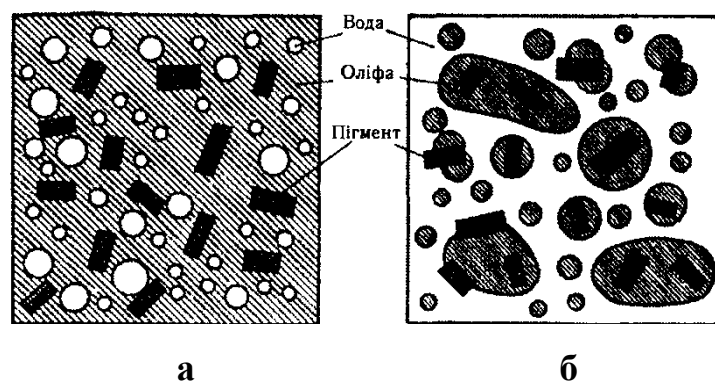 Вода
Оліфа
Пігмент
а
б